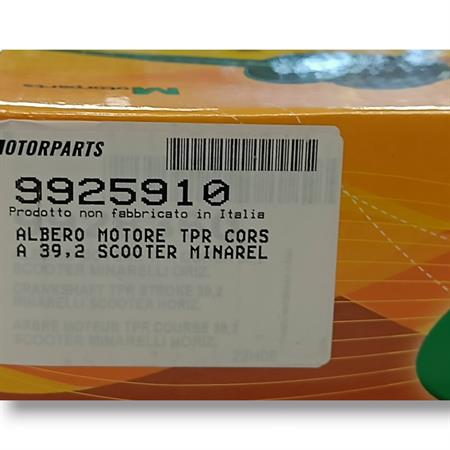 Motorparts
MOTORPARTS
9925910
Prodotto non fabbricato in Italia
ALBERO MOTORE TPR CORS
A 39,2 SCOOTER MINAREL
SCOOTER MINARELLI ORIZ.
CRANKSHAFT TPR STROKE 39,2
MINARELLI SCOOTER HORIZ.
ARBRE MOTEUR TPR COURSE 39,2
SCOOTER MINARELLI HORIZ.